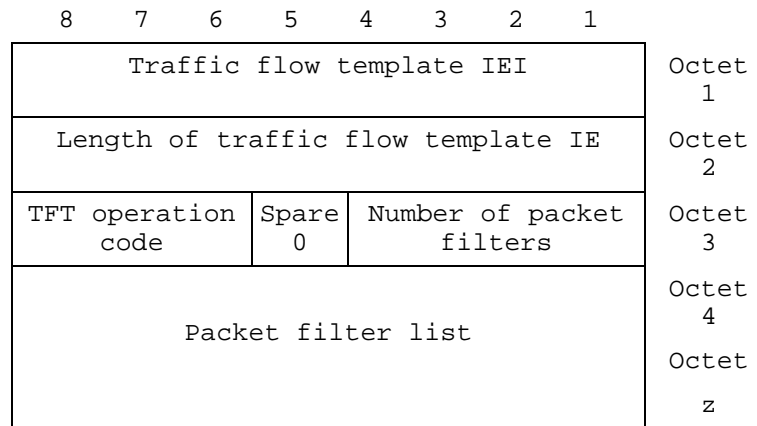 8 7 6 5 4 3 2 1
Traffic flow template IEI
Octet
1
Length of traffic flow template IE
Octet
2
TFT operation
code
Spare
0
Number of packet
filters
Octet
3
Packet filter list
Octet
4
Octet
z